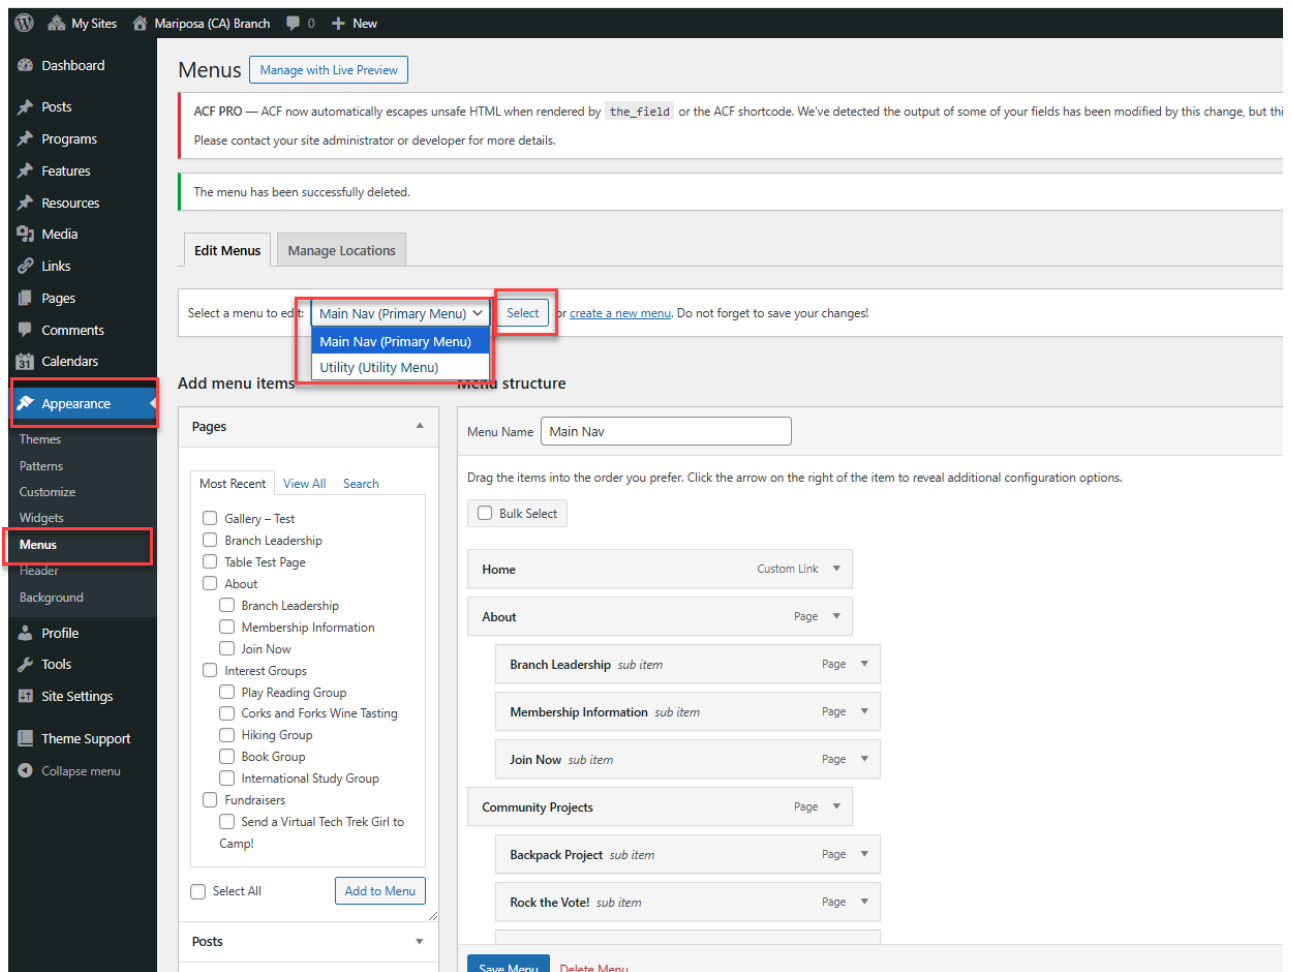 My Sites Mariposa (CA) Branch 0 New
Dashboard
Posts
Programs
Features
Resources
Media
Links
Pages
Comments
Calendars
Appearance
Themes
Patterns
Customize
Widgets
Menus
Header
Background
Profile
Tools
Site Settings
Theme Support
Collapse menu
Menus Manage with Live Preview
ACF PRO — ACF now automatically escapes unsafe HTML when rendered by the_field or the ACF shortcode. We've detected the output of some of your fields has been modified by this change, but thi
Please contact your site administrator or developer for more details.
The menu has been successfully deleted.
Edit Menus Manage Locations
Select a menu to edit: Main Nav (Primary Menu) Select or create a new menu. Do not forget to save your changes!
Main Nav (Primary Menu)
Utility (Utility Menu)
Add menu items
Pages
Most Recent View All Search
Gallery – Test
Branch Leadership
Table Test Page
About
Branch Leadership
Membership Information
Join Now
Interest Groups
Play Reading Group
Corks and Forks Wine Tasting
Hiking Group
Book Group
International Study Group
Fundraisers
Send a Virtual Tech Trek Girl to
Camp!
Select All Add to Menu
Posts
Menu structure
Menu Name Main Nav
Drag the items into the order you prefer. Click the arrow on the right of the item to reveal additional configuration options.
Bulk Select
Home Custom Link
About Page
Branch Leadership sub item Page
Membership Information sub item Page
Join Now sub item Page
Community Projects Page
Backpack Project sub item Page
Rock the Vote! sub item Page
Save Menu Delete Menu